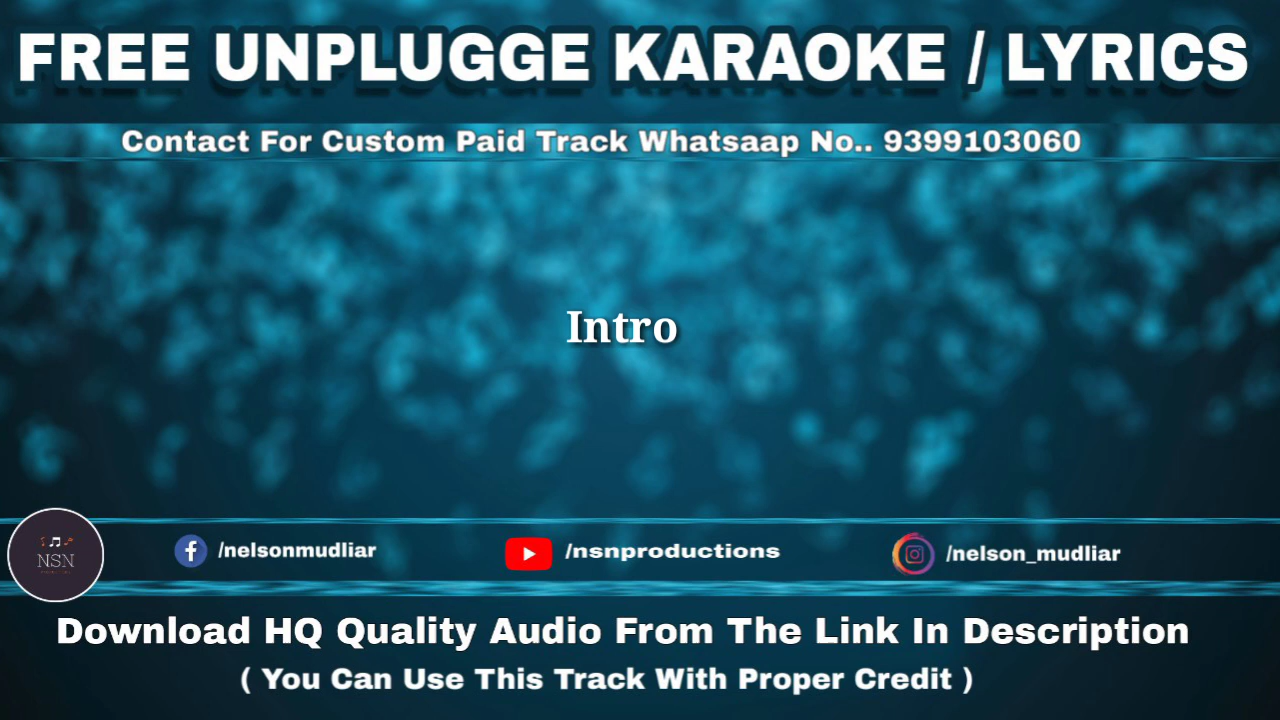 FREE UNPLUGGE KARAOKE / LYRICS
Contact For Custom Paid Track Whatsaap No.. 9399103060
Intro
NSN
/nelsonmudliar
/nsnproductions
/nelson_mudliar
Download HQ Quality Audio From The Link In Description
( You Can Use This Track With Proper Credit )